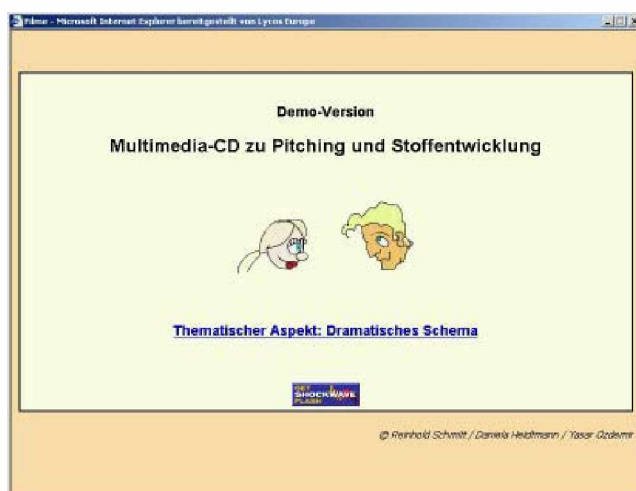 Filme - Microsoft Internet Explorer bereitgestellt von Lycos Europe
Demo-Version
Multimedia-CD zu Pitching und Stoffentwicklung
Thematischer Aspekt: Dramatisches Schema
GET
SHOCKWAVE
FLASH
© Reinhold Schmitt / Daniela Heidtmann / Yasar Özdemir